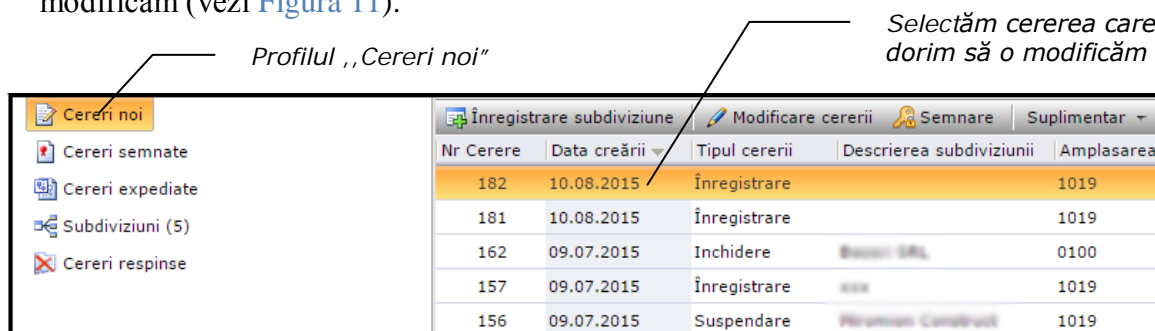 modificăm (vezi Figura 11).
Selectăm cererea care
dorim să o modificăm
Profilul ,,Cereri noi"
Cereri noi
Cereri semnate
Cereri expediate
Subdiviziuni (5)
Cereri respinse
Înregistrare subdiviziune Modificare cererii Semnare Suplimentar
Nr Cerere Data creării Tipul cererii Descrierea subdiviziunii Amplasarea
182 10.08.2015 Înregistrare 1019
181 10.08.2015 Înregistrare 1019
162 09.07.2015 Inchidere 0100
157 09.07.2015 Înregistrare 1019
156 09.07.2015 Suspendare 1019